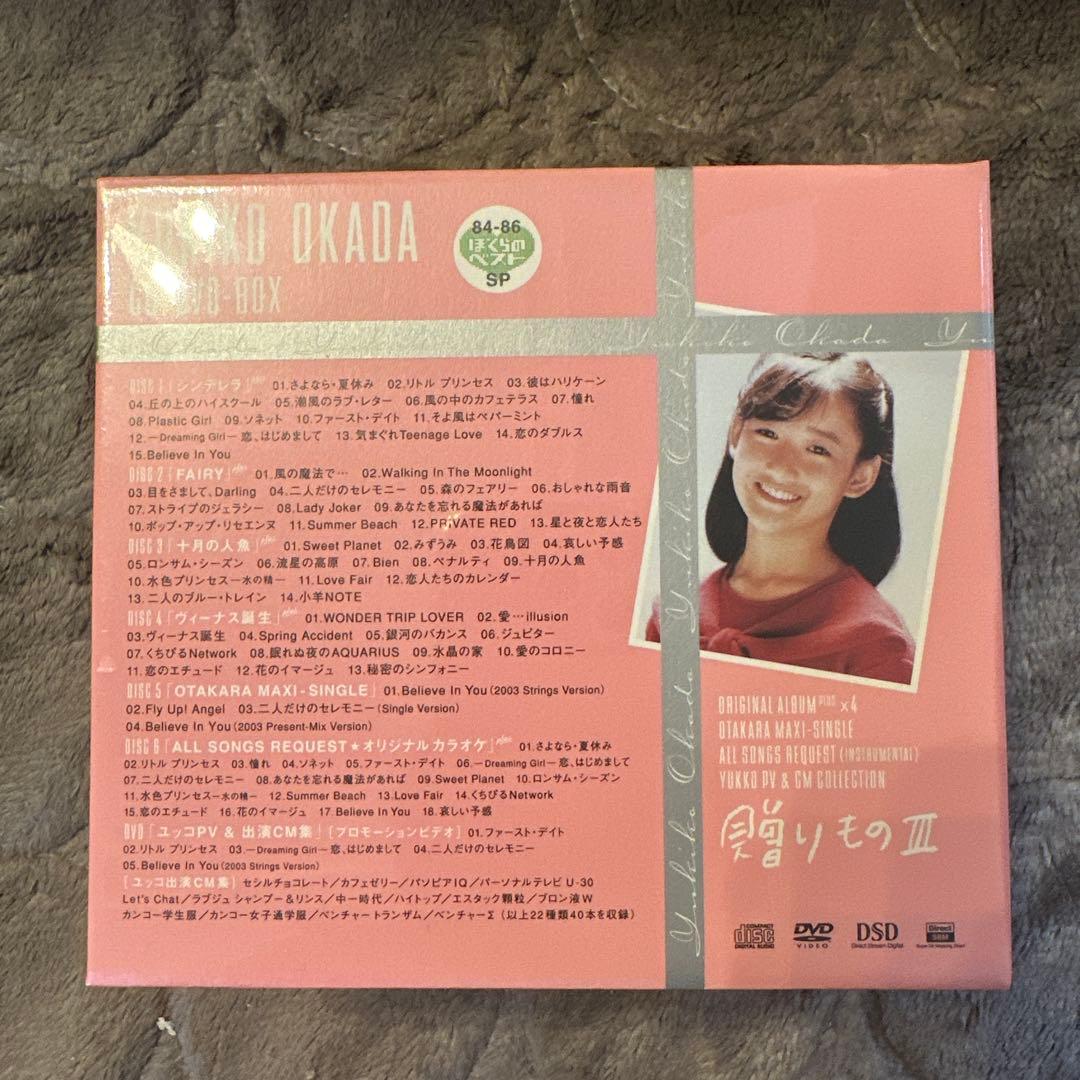 OKADA
84-86
ぼくらの
ベスト
SP
-BOX
Okada Yukiko Okada
DISC 1「シンデレラ」plus 01.さよなら・夏休み 02.リトル プリンセス 03.彼はハリケーン
04.丘の上のハイスクール 05.潮風のラブ・レター 06.風の中のカフェテラス 07.憧れ
08.Plastic Girl 09.ソネット 10.ファースト・デイト 11.そよ風はペパーミント
12.―Dreaming Girl―恋、はじめまして 13.気まぐれTeenage Love 14.恋のダブルス
15.Believe In You
DISC 2「FAIRY」plus 01.風の魔法で… 02.Walking In The Moonlight
03.目をさまして、Darling 04.二人だけのセレモニー 05.森のフェアリー 06.おしゃれな雨音
07.ストライプのジェラシー 08.Lady Joker 09.あなたを忘れる魔法があれば
10.ポップ・アップ・リセエンヌ 11.Summer Beach 12.PRIVATE RED 13.星と夜と恋人たち
DISC 3「十月の人魚」plus 01.Sweet Planet 02.みずうみ 03.花鳥図 04.哀しい予感
05.ロンサム・シーズン 06.流星の高原 07.Bien 08.ペナルティ 09.十月の人魚
10.水色プリンセス―水の精― 11.Love Fair 12.恋人たちのカレンダー
13.二人のブルー・トレイン 14.小羊NOTE
DISC 4「ヴィーナス誕生」plus 01.WONDER TRIP LOVER 02.愛…illusion
03.ヴィーナス誕生 04.Spring Accident 05.銀河のバカンス 06.ジュピター
07.くちびるNetwork 08.眠れぬ夜のAQUARIUS 09.水晶の家 10.愛のコロニー
11.恋のエチュード 12.花のイマージュ 13.秘密のシンフォニー
DISC 5「OTAKARA MAXI-SINGLE」 01.Believe In You(2003 Strings Version)
02.Fly Up! Angel 03.二人だけのセレモニー(Single Version)
04.Believe In You(2003 Present-Mix Version)
DISC 6「ALL SONGS REQUEST★オリジナルカラオケ」plus 01.さよなら・夏休み
02.リトル プリンセス 03.憧れ 04.ソネット 05.ファースト・デイト 06.―Dreaming Girl―恋、はじめまして
07.二人だけのセレモニー 08.あなたを忘れる魔法があれば 09.Sweet Planet 10.ロンサム・シーズン
11.水色プリンセス―水の精― 12.Summer Beach 13.Love Fair 14.くちびるNetwork
15.恋のエチュード 16.花のイマージュ 17.Believe In You 18.哀しい予感
DVD「ユッコPV & 出演CM集」[プロモーションビデオ] 01.ファースト・デイト
02.リトル プリンセス 03.―Dreaming Girl―恋、はじめまして 04.二人だけのセレモニー
05.Believe In You(2003 Strings Version)
[ユッコ出演CM集] セシルチョコレート／カフェゼリー／パソピアIQ／パーソナルテレビ U-30
Let's Chat／ラブジュ シャンプー＆リンス／中一時代／ハイトップ／エスタック顆粒／ブロン液W
カンコー学生服／カンコー女子通学服／ベンチャー トランザム／ベンチャーΣ(以上22種類40本を収録)
Yukiko Okada Yukiko Okada Yukiko
ORIGINAL ALBUM PLUS ×4
OTAKARA MAXI-SINGLE
ALL SONGS REQUEST (INSTRUMENTAL)
YUKKO PV & CM COLLECTION
贈りものIII
COMPACT disc DIGITAL AUDIO
DVD VIDEO
DSD Direct Stream Digital
Direct SBM